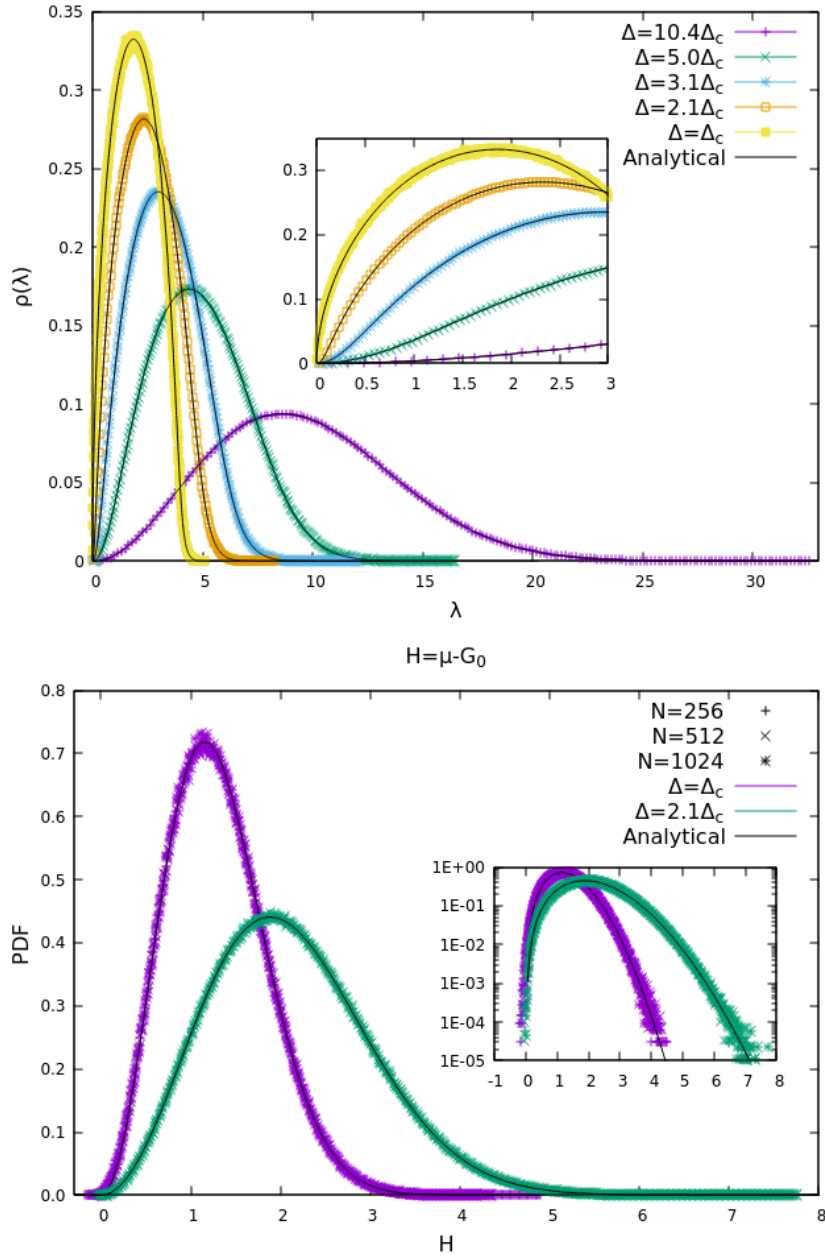 0.35
0.3
0.25
0.2
0.15
0.1
0.05
0
ρ(λ)
Δ=10.4Δc
Δ=5.0Δc
Δ=3.1Δc
Δ=2.1Δc
Δ=Δc
Analytical
0.3
0.2
0.1
0
0 0.5 1 1.5 2 2.5 3
0 5 10 15 20 25 30
λ
H=μ-G0
0.8
0.7
0.6
0.5
0.4
0.3
0.2
0.1
0.0
PDF
N=256
N=512
N=1024
Δ=Δc
Δ=2.1Δc
Analytical
1E+00
1E-01
1E-02
1E-03
1E-04
1E-05
-1 0 1 2 3 4 5 6 7 8
0 1 2 3 4 5 6 7 8
H